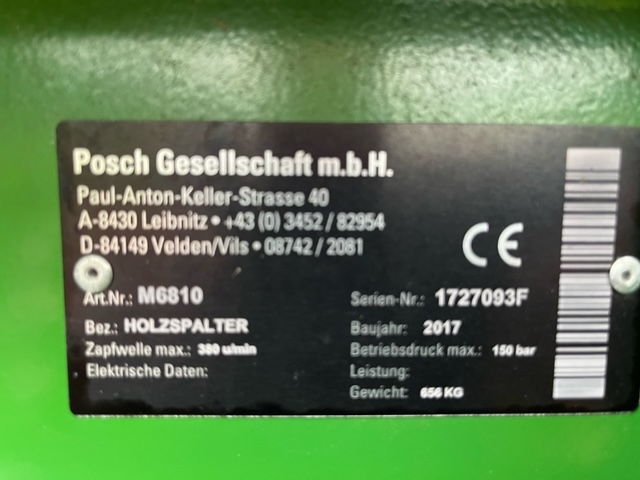 Posch Gesellschaft m.b.H.
Paul-Anton-Keller-Strasse 40
A-8430 Leibnitz • +43 (0) 3452 / 82954
D-84149 Velden/Vils • 08742 / 2081
CE
Art.Nr.: M6810 Serien-Nr.: 1727093F
Bez.: HOLZSPALTER Baujahr: 2017
Zapfwelle max.: 380 u/min Betriebsdruck max.: 150 bar
Elektrische Daten: Leistung:
Gewicht: 656 KG